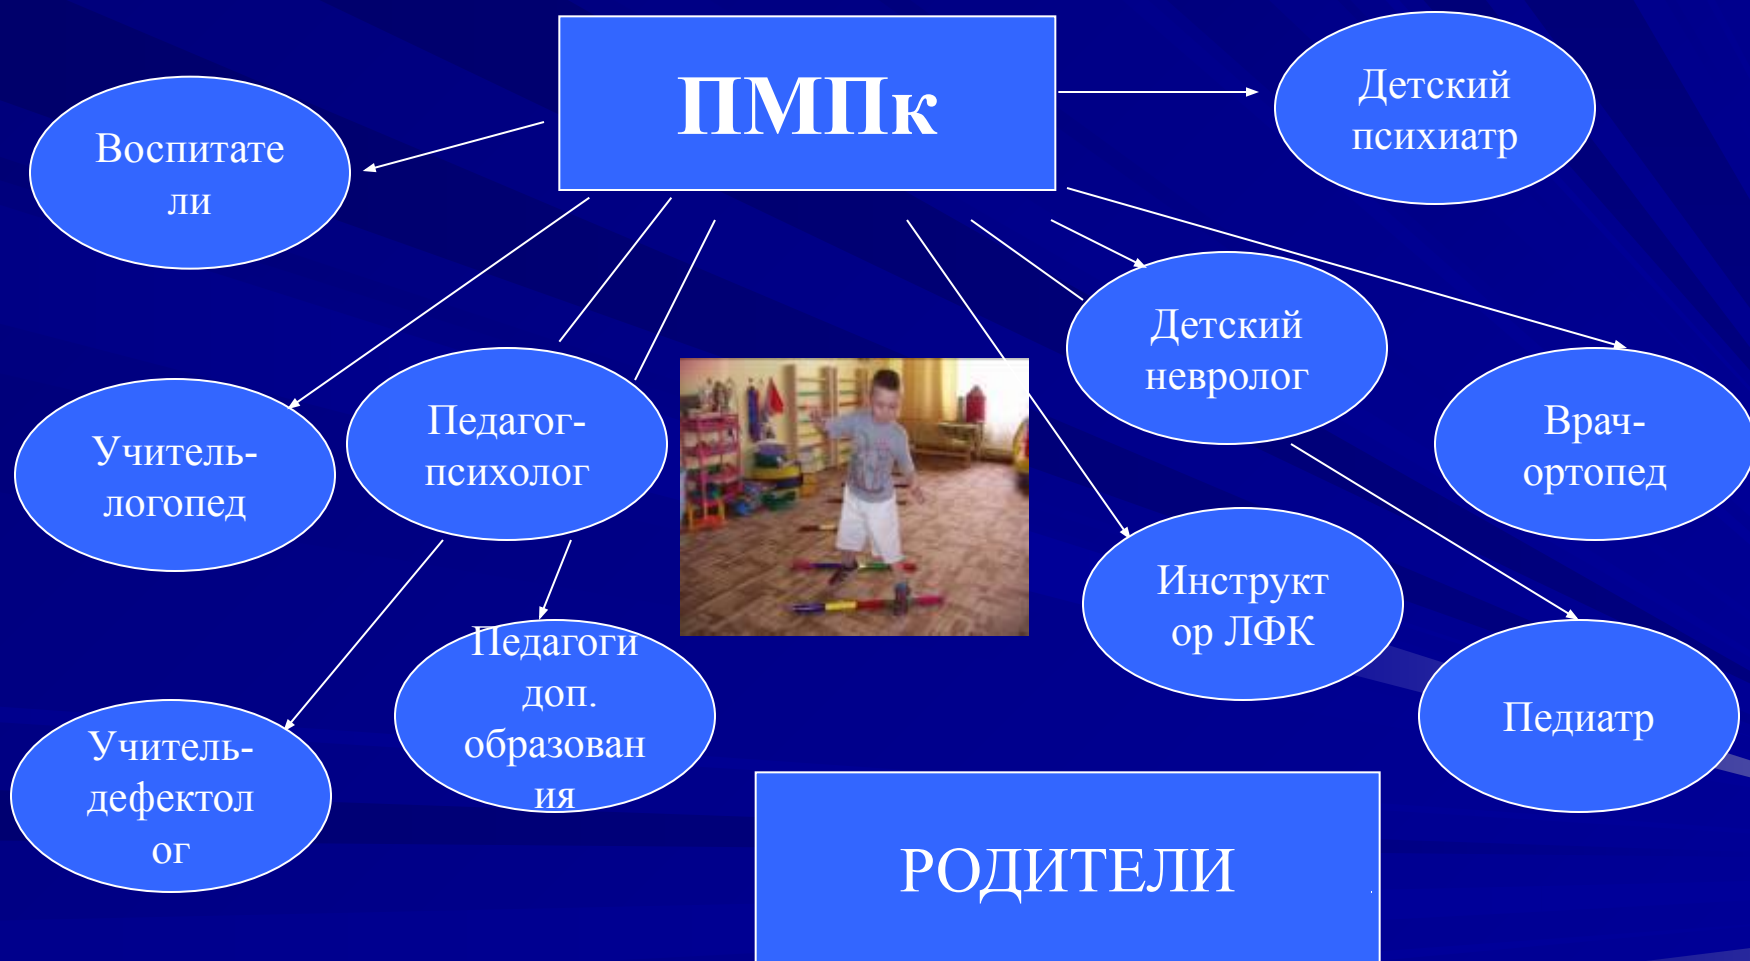 ПМПк
Детский
психиатр
Воспитате
ли
Детский
невролог
Педагог-
психолог
Врач-
ортопед
Учитель-
логопед
Инструкт
ор ЛФК
Педагоги
доп.
образован
ия
Педиатр
Учитель-
дефектол
ог
РОДИТЕЛИ
.